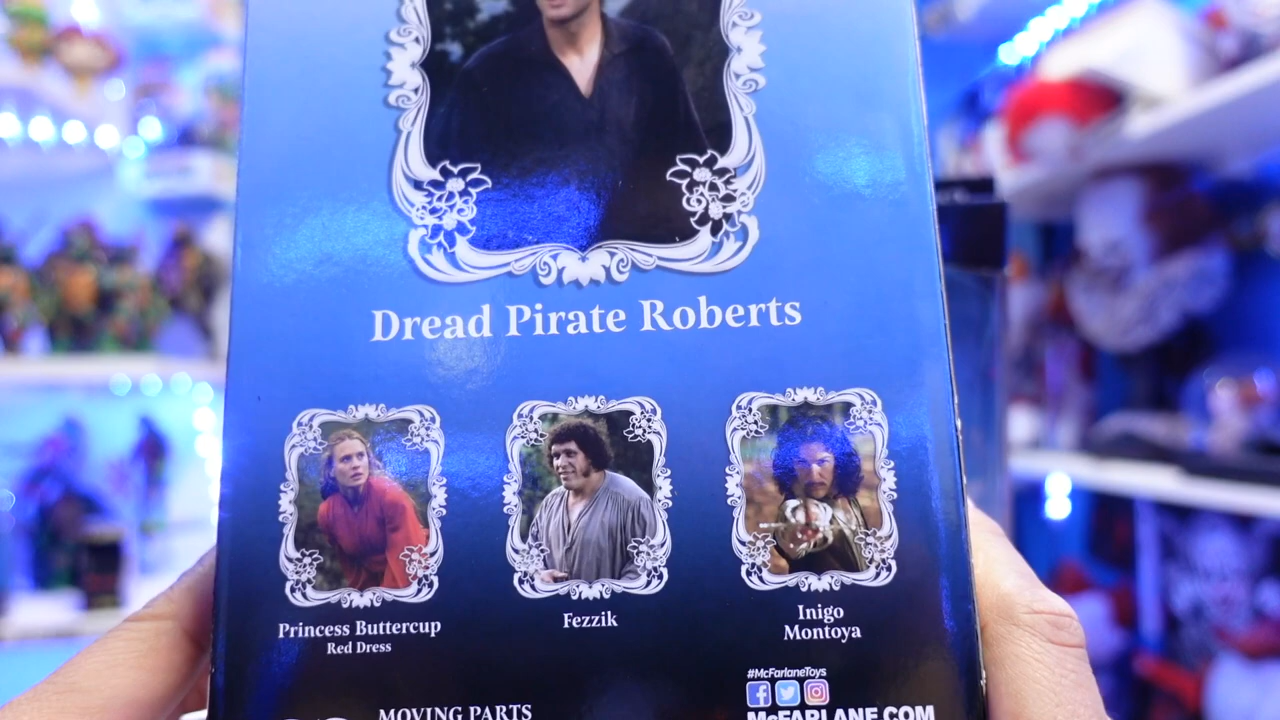 Dread Pirate Roberts
Princess Buttercup
Red Dress
Fezzik
Inigo
Montoya
#McFarlaneToys
MOVING PARTS
McFARLANE.COM